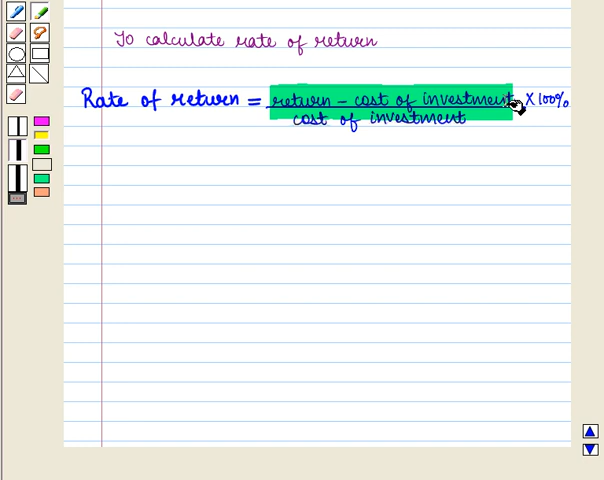 To calculate rate of return
Rate of return = return - cost of investment × 100%
cost of investment